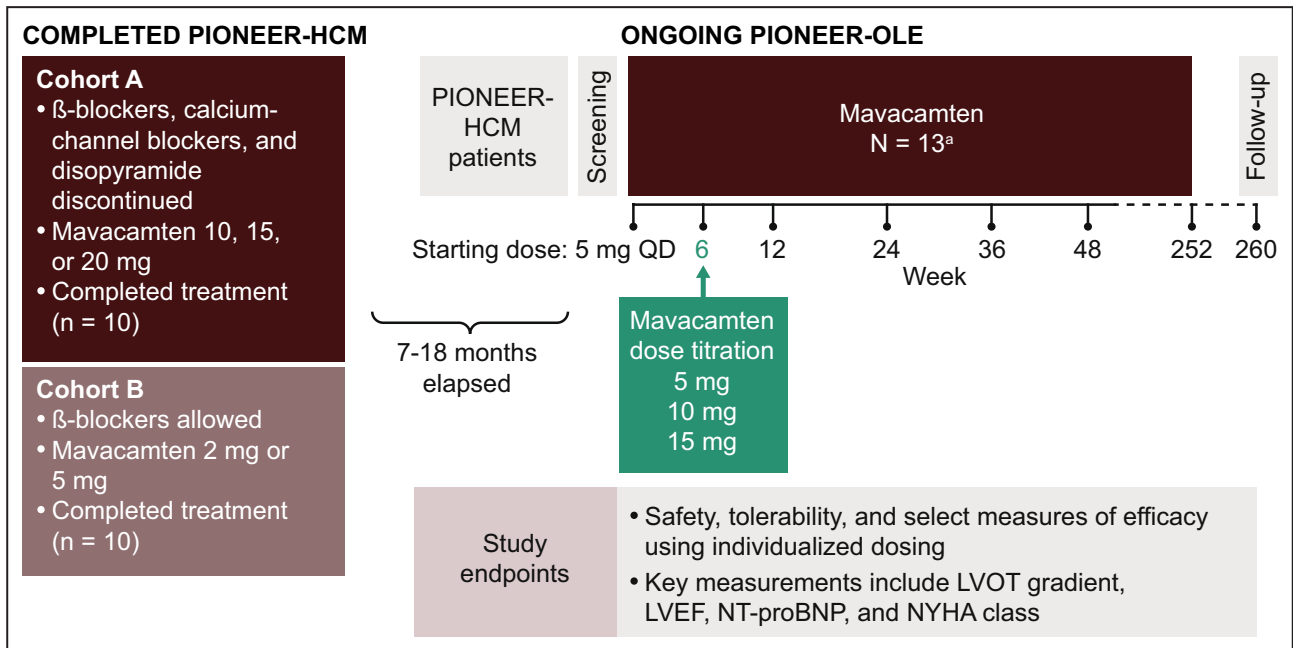 COMPLETED PIONEER-HCM
Cohort A
• ß-blockers, calcium-
channel blockers, and
disopyramide
discontinued
• Mavacamten 10, 15,
or 20 mg
• Completed treatment
(n = 10)
Cohort B
• ß-blockers allowed
• Mavacamten 2 mg or
5 mg
• Completed treatment
(n = 10)
7-18 months
elapsed
ONGOING PIONEER-OLE
PIONEER-
HCM
patients
Screening
Mavacamten
N = 13ᵃ
Follow-up
Starting dose: 5 mg QD 6 12 24 36 48 252 260
Week
Mavacamten
dose titration
5 mg
10 mg
15 mg
Study
endpoints
• Safety, tolerability, and select measures of efficacy
using individualized dosing
• Key measurements include LVOT gradient,
LVEF, NT-proBNP, and NYHA class